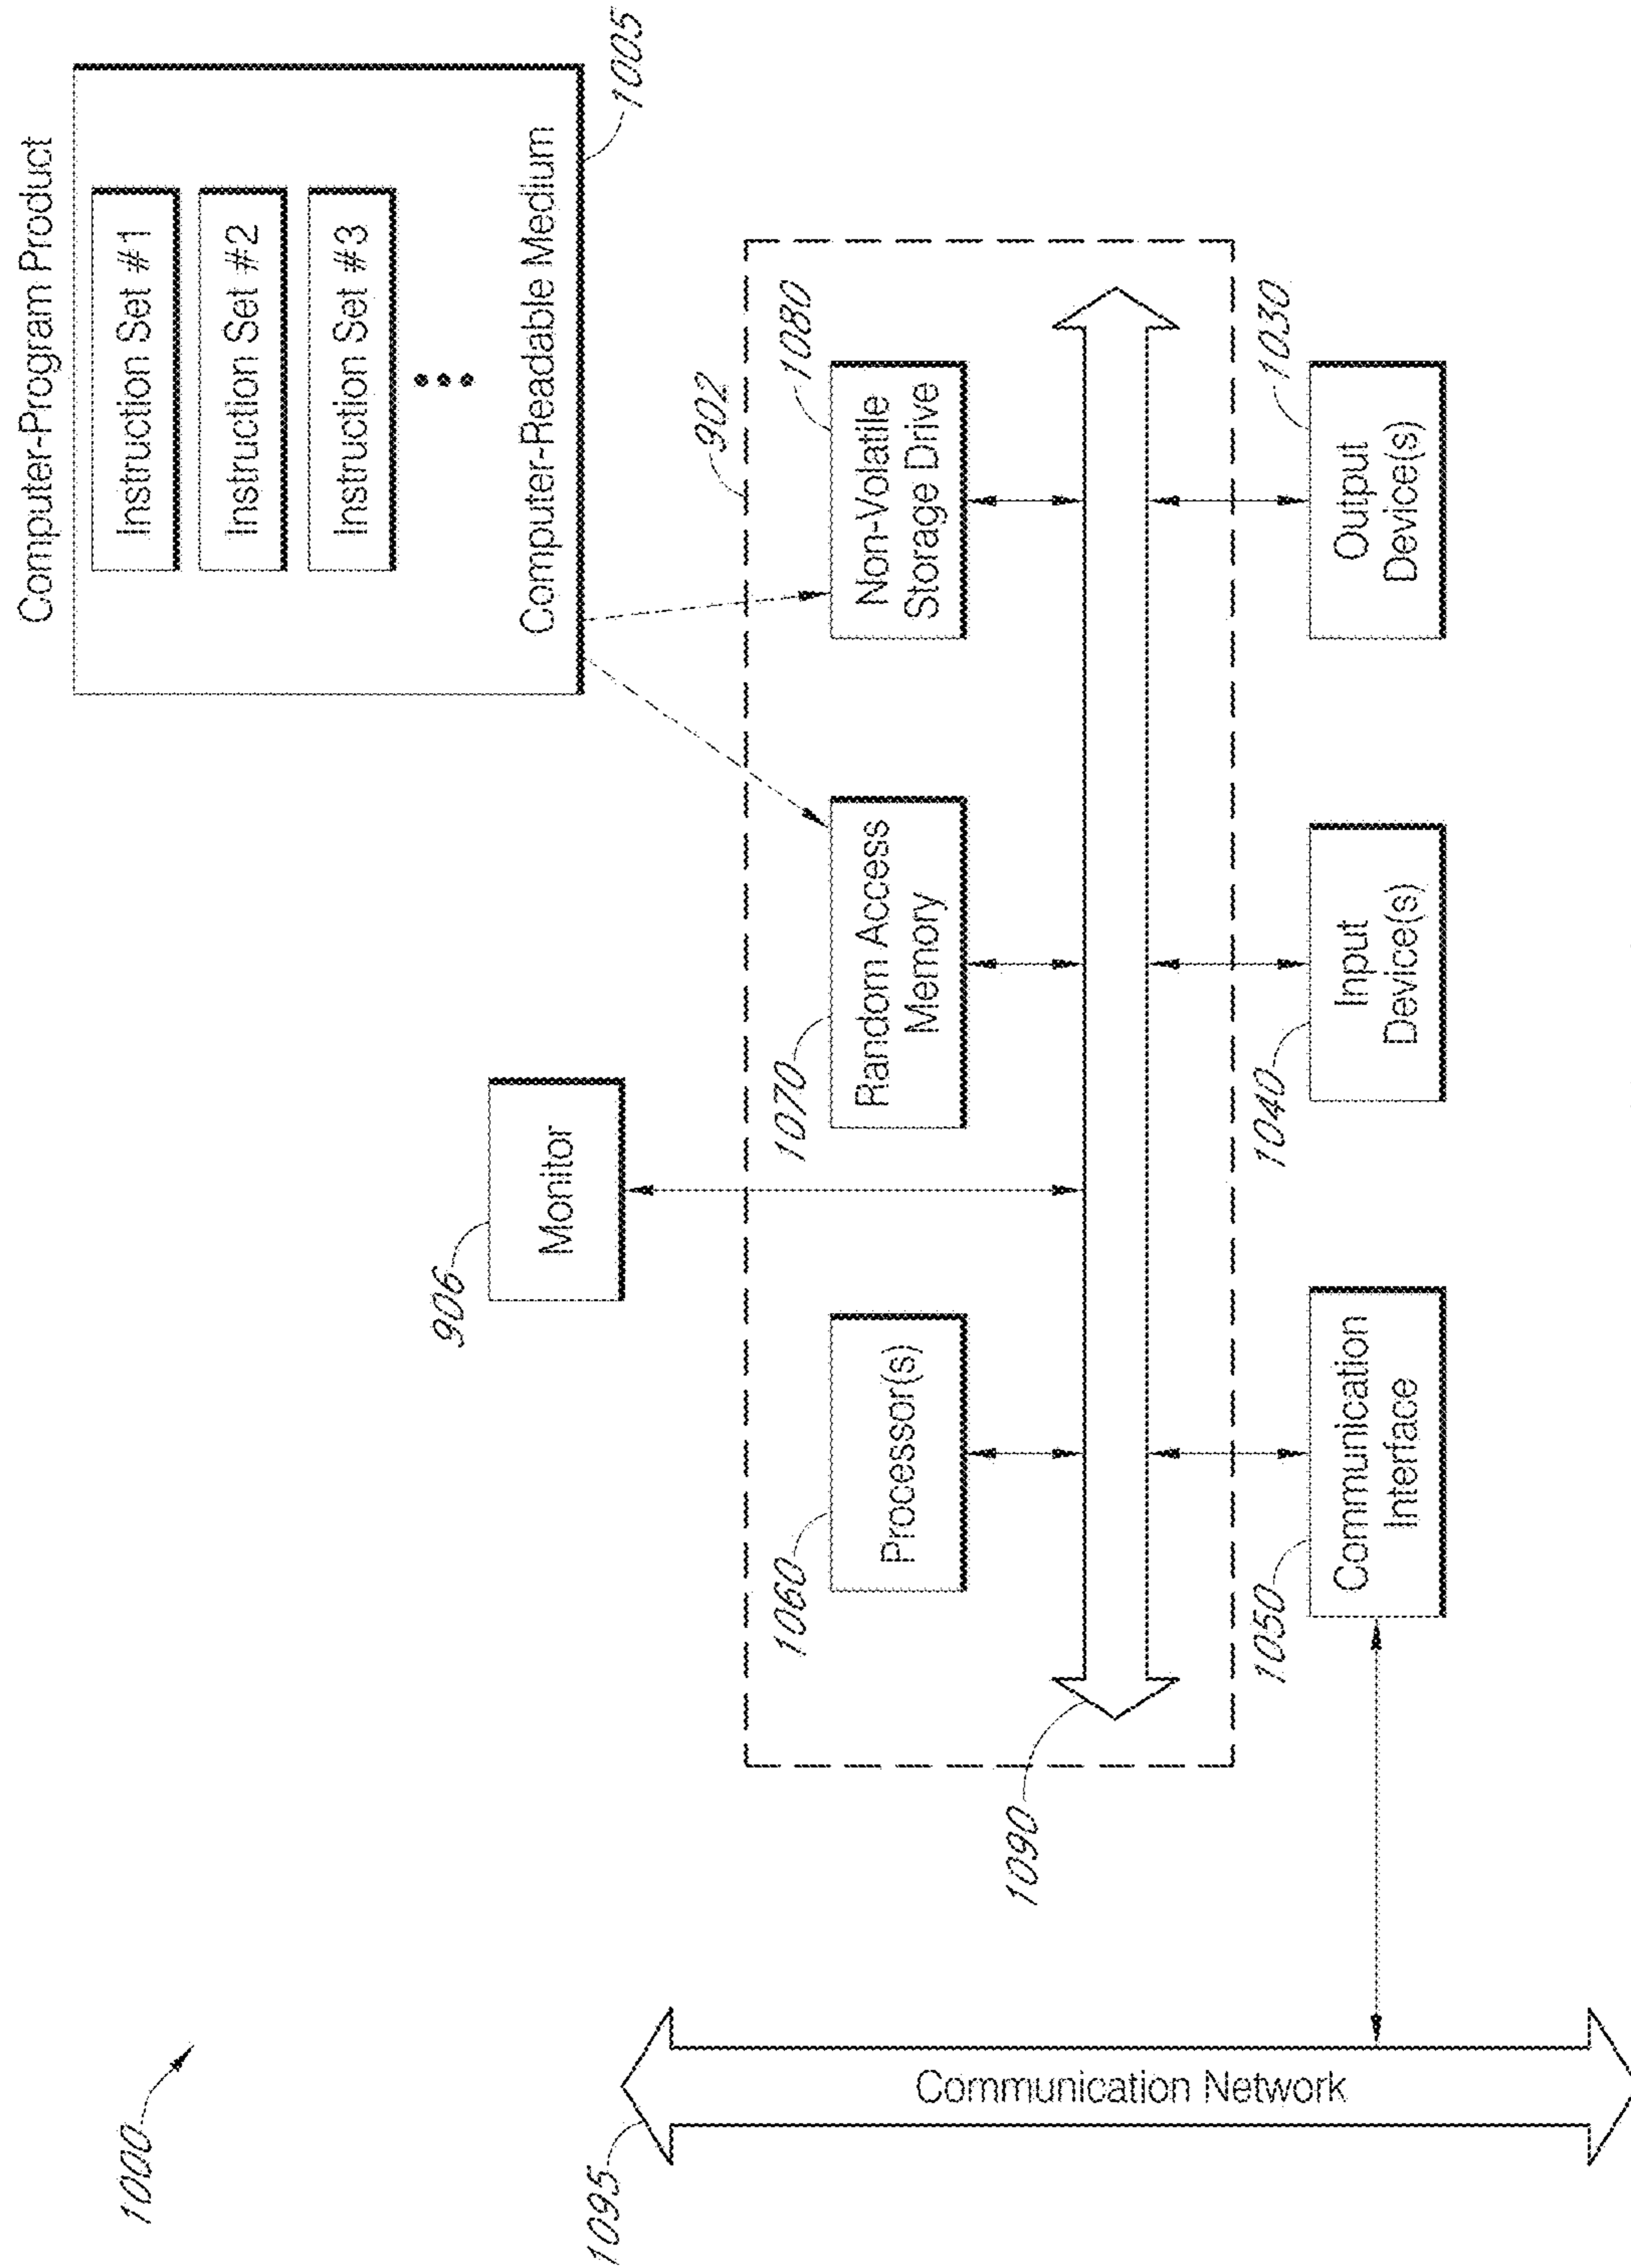 1000
Computer-Program Product
Instruction Set #1
Instruction Set #2
Instruction Set #3
Computer-Readable Medium
1005
906
Monitor
902
1095
Communication Network
1060
Processor(s)
1070
Random Access
Memory
1080
Non-Volatile
Storage Drive
1090
1050
Communication
Interface
1040
Input
Device(s)
1030
Output
Device(s)